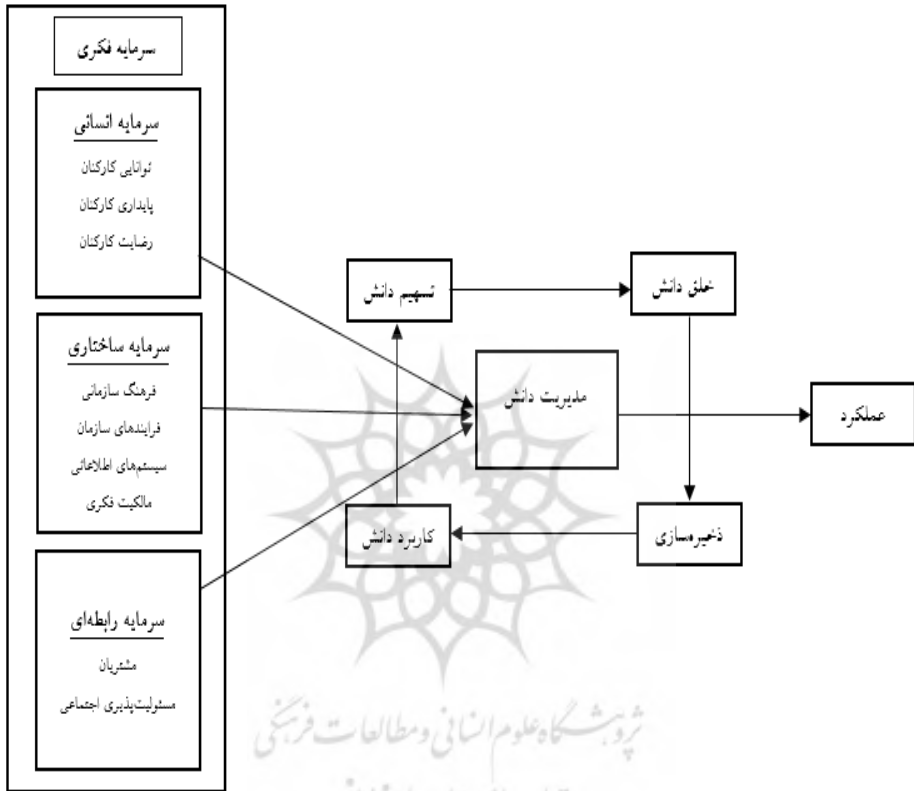 سرمایه فکری
سرمایه انسانی
توانایی کارکنان
پایداری کارکنان
رضایت کارکنان
سرمایه ساختاری
فرهنگ سازمانی
فرایندهای سازمان
سیستم‌های اطلاعاتی
مالکیت فکری
سرمایه رابطه‌ای
مشتریان
مسئولیت‌پذیری اجتماعی
خلق دانش
تسهیم دانش
مدیریت دانش
عملکرد
ذخیره‌سازی
کاربرد دانش
پژوهشگاه علوم انسانی و مطالعات فرهنگی